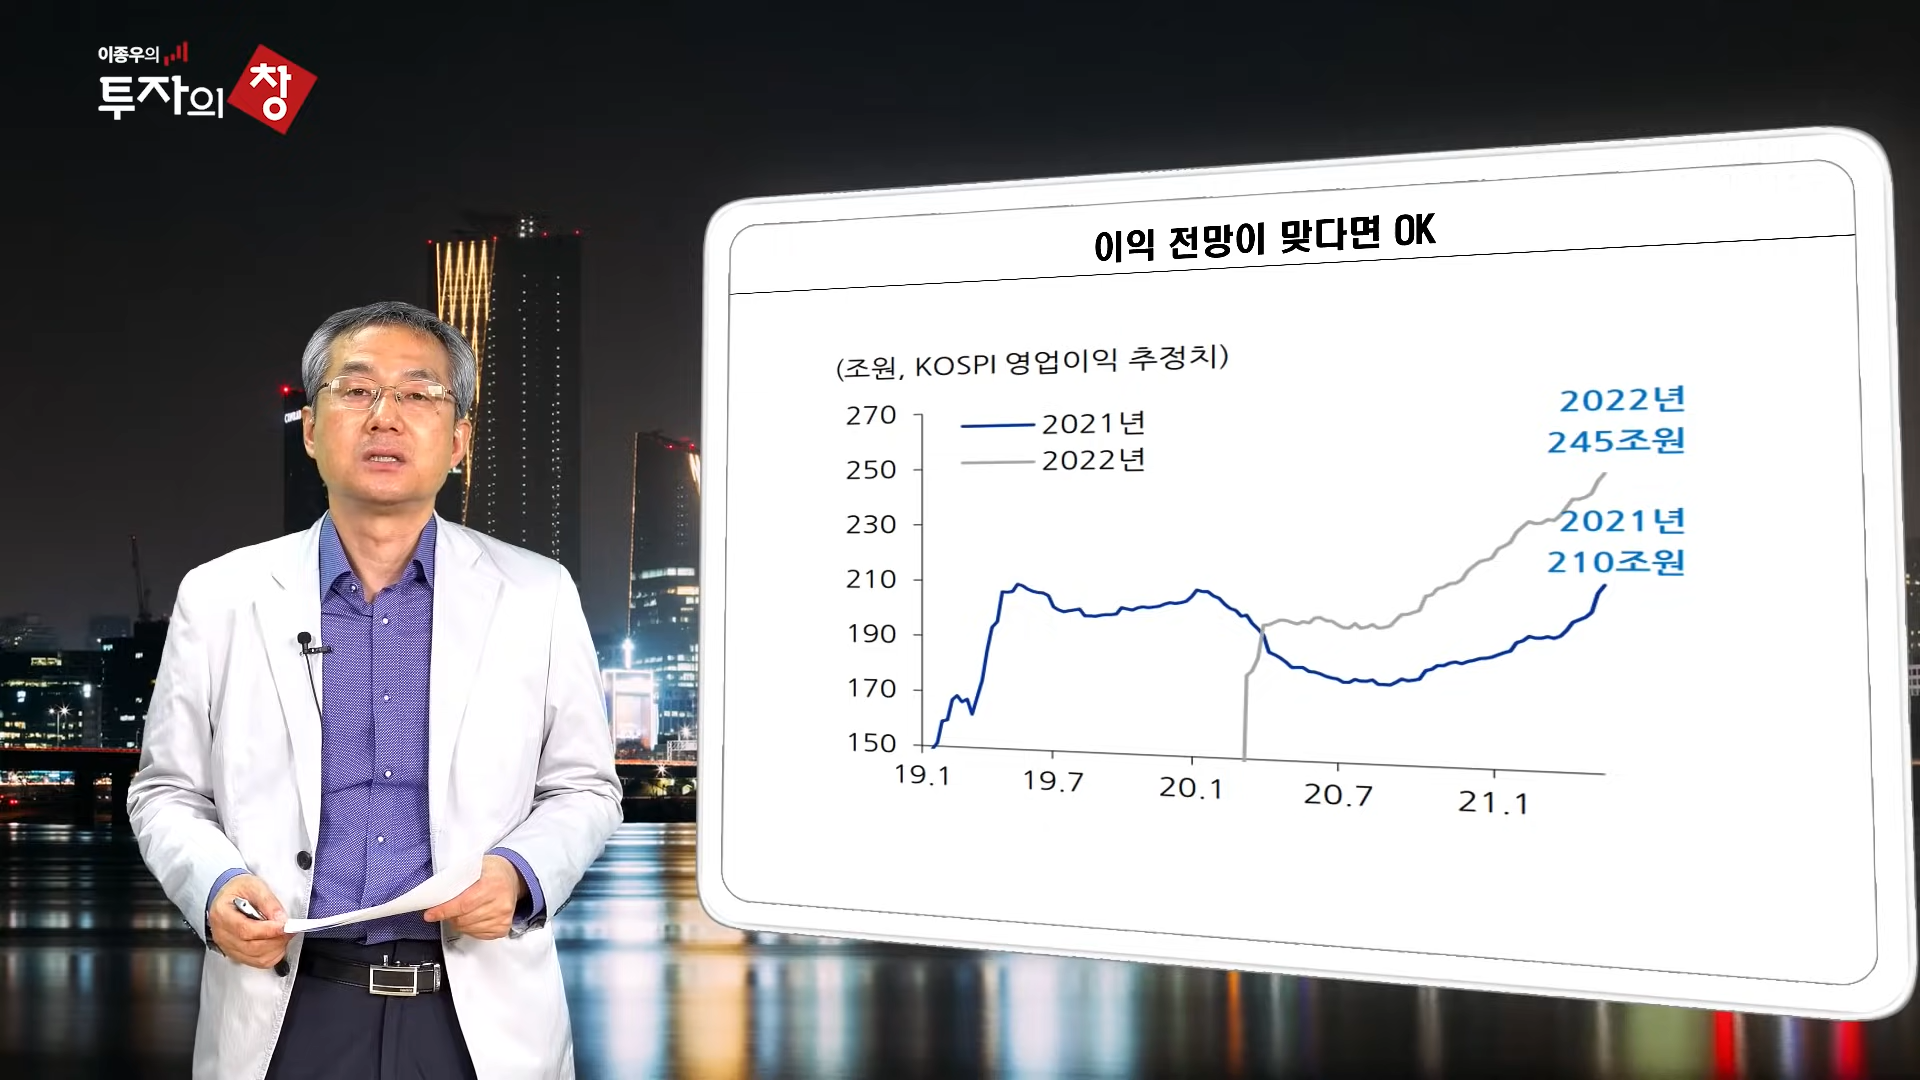 이종우의
투자의 창
이익 전망이 맞다면 OK
(조원, KOSPI 영업이익 추정치)
270
250
230
210
190
170
150
2021년
2022년
2022년
245조원
2021년
210조원
19.1
19.7
20.1
20.7
21.1